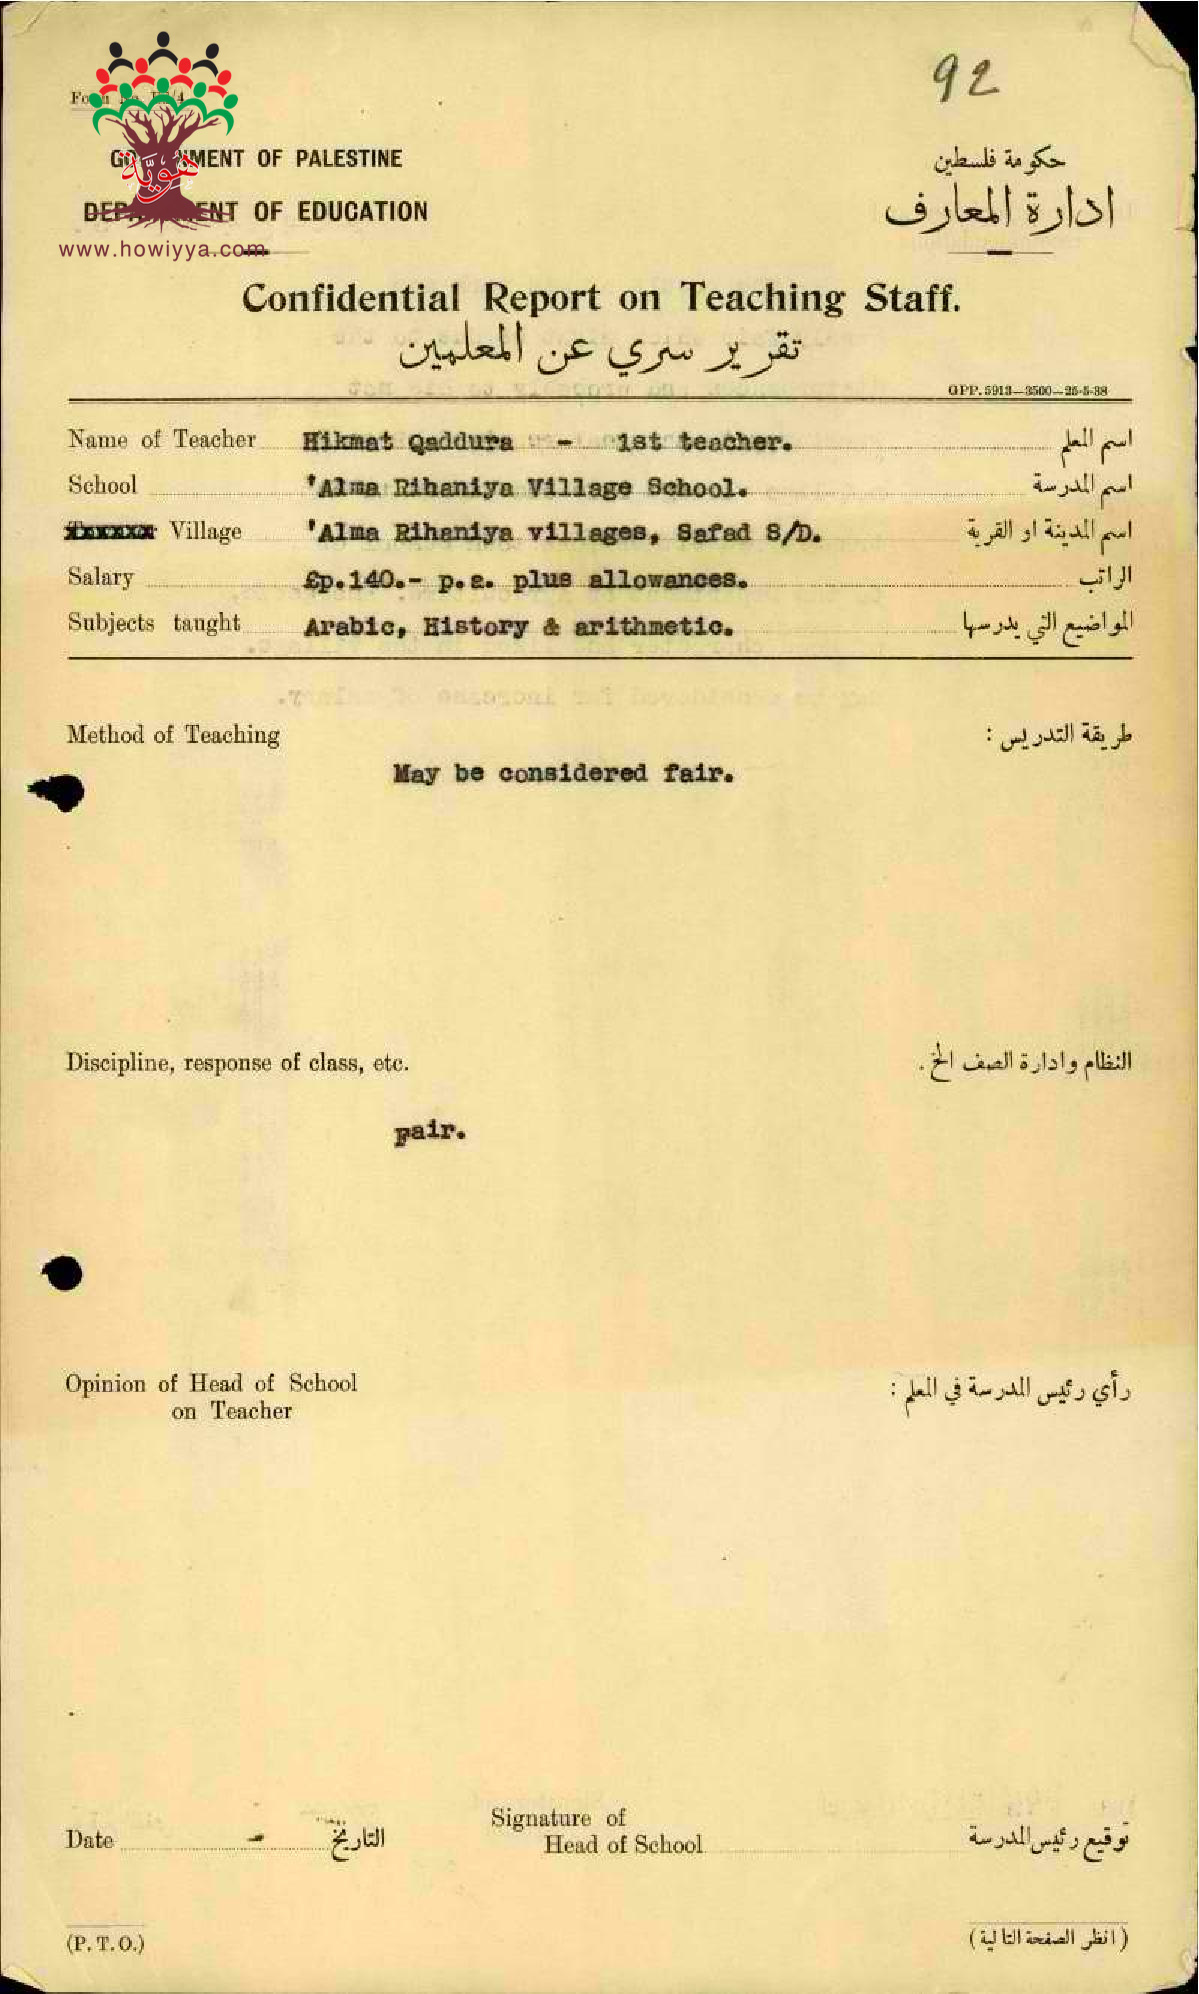 92
GOVERNMENT OF PALESTINE
حكومة فلسطين
DEPARTMENT OF EDUCATION
ادارة المعارف
هوية
www.howiyya.com
Confidential Report on Teaching Staff.
تقرير سري عن المعلمين
GPP. 5913—3500—25-5-38
Name of Teacher Hikmat Qaddura - 1st teacher. اسم المعلم
School 'Alma Rihaniya Village School. اسم المدرسة
Village 'Alma Rihaniya villages, Safad S/D. اسم المدينة او القرية
Salary £p.140.- p.a. plus allowances. الراتب
Subjects taught Arabic, History & arithmetic. المواضيع التي يدرسها
Method of Teaching طريقة التدريس :
May be considered fair.
Discipline, response of class, etc. النظام وادارة الصف الخ .
Fair.
Opinion of Head of School رأي رئيس المدرسة في المعلم :
on Teacher
Signature of
Date - التاريخ Head of School توقيع رئيس المدرسة
(P. T. O.) ( انظر الصفحة التالية )